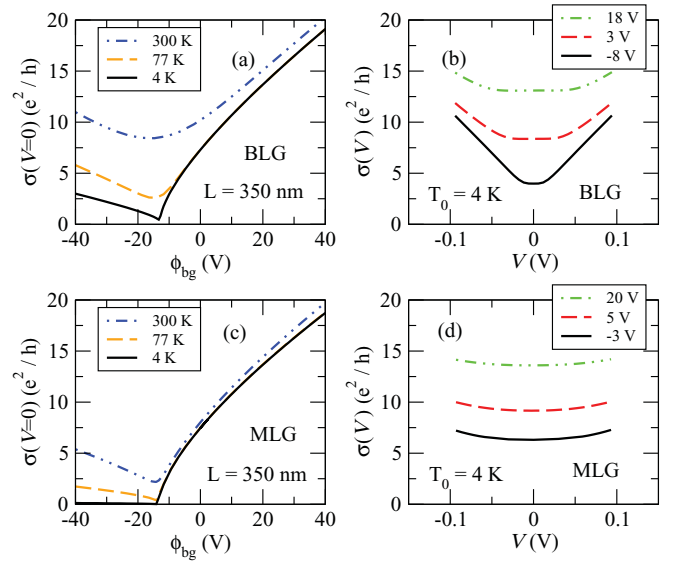 20
15
10
5
0
σ(V=0) (e² / h)
300 K
77 K
4 K
(a)
BLG
L = 350 nm
-40 -20 0 20 40
ϕbg (V)
20
15
10
5
0
σ(V) (e² / h)
(b)
18 V
3 V
-8 V
T₀ = 4 K
BLG
-0.1 0 0.1
V (V)
20
15
10
5
0
σ(V=0) (e² / h)
300 K
77 K
4 K
(c)
MLG
L = 350 nm
-40 -20 0 20 40
ϕbg (V)
20
15
10
5
0
σ(V) (e² / h)
(d)
20 V
5 V
-3 V
T₀ = 4 K
MLG
-0.1 0 0.1
V (V)